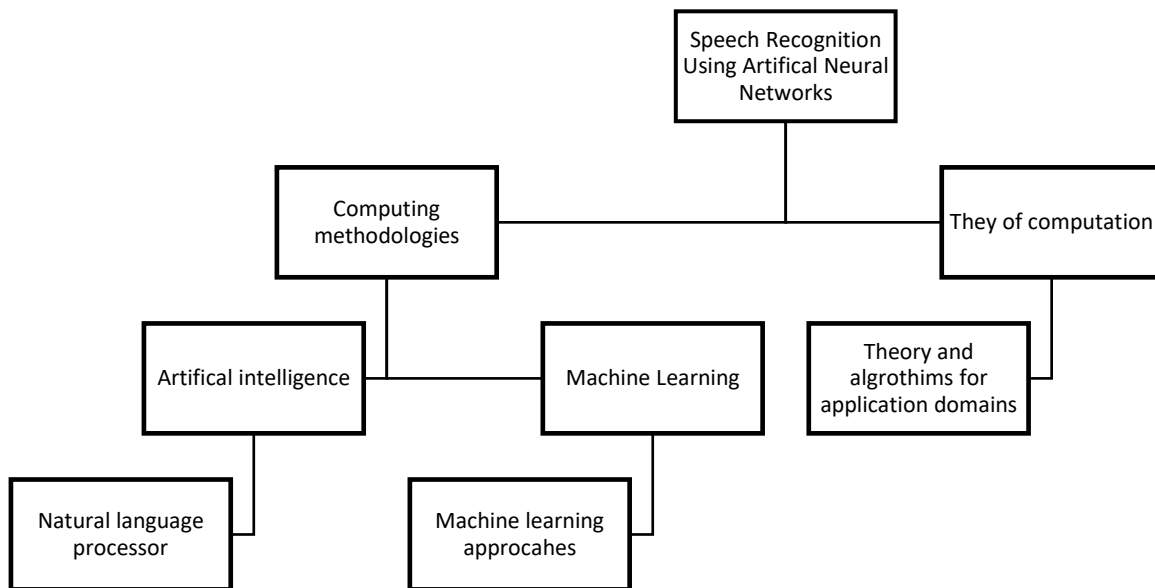 Speech Recognition
Using Artifical Neural
Networks
Computing
methodologies
They of computation
Artifical intelligence
Machine Learning
Theory and
algrothims for
application domains
Natural language
processor
Machine learning
approcahes